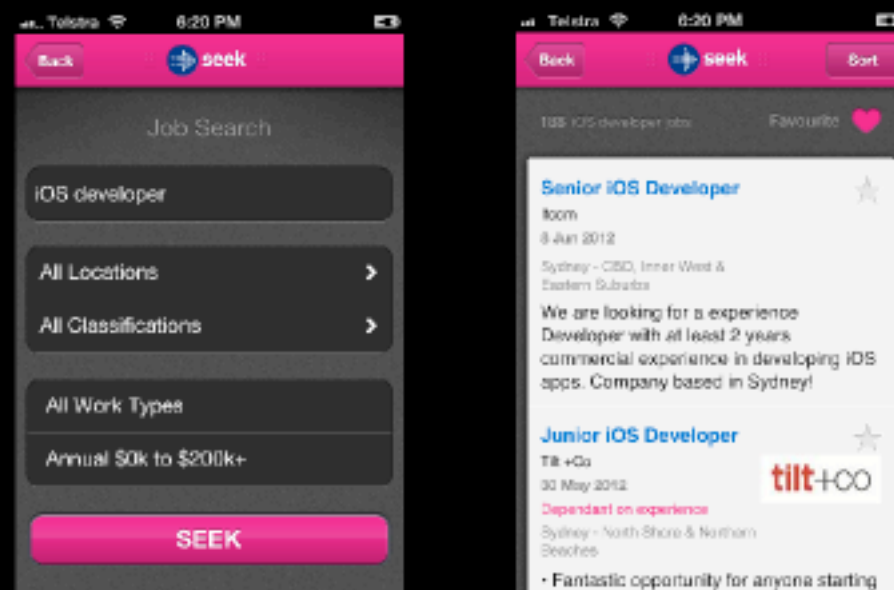 Telstra 6:20 PM
Back seek
Job Search
iOS developer
All Locations
All Classifications
All Work Types
Annual $0k to $200k+
SEEK
Telstra 6:20 PM
Back seek Sort
iOS developer jobs Favourite
Senior iOS Developer
8 Jun 2012
Sydney - CBD, Inner West &
Eastern Suburbs
We are looking for a experience
Developer with at least 2 years
commercial experience in developing iOS
apps. Company based in Sydney!
Junior iOS Developer
Tilt +Co
tilt+co
30 May 2012
Dependant on experience
Sydney - North Shore & Northern
Beaches
• Fantastic opportunity for anyone starting